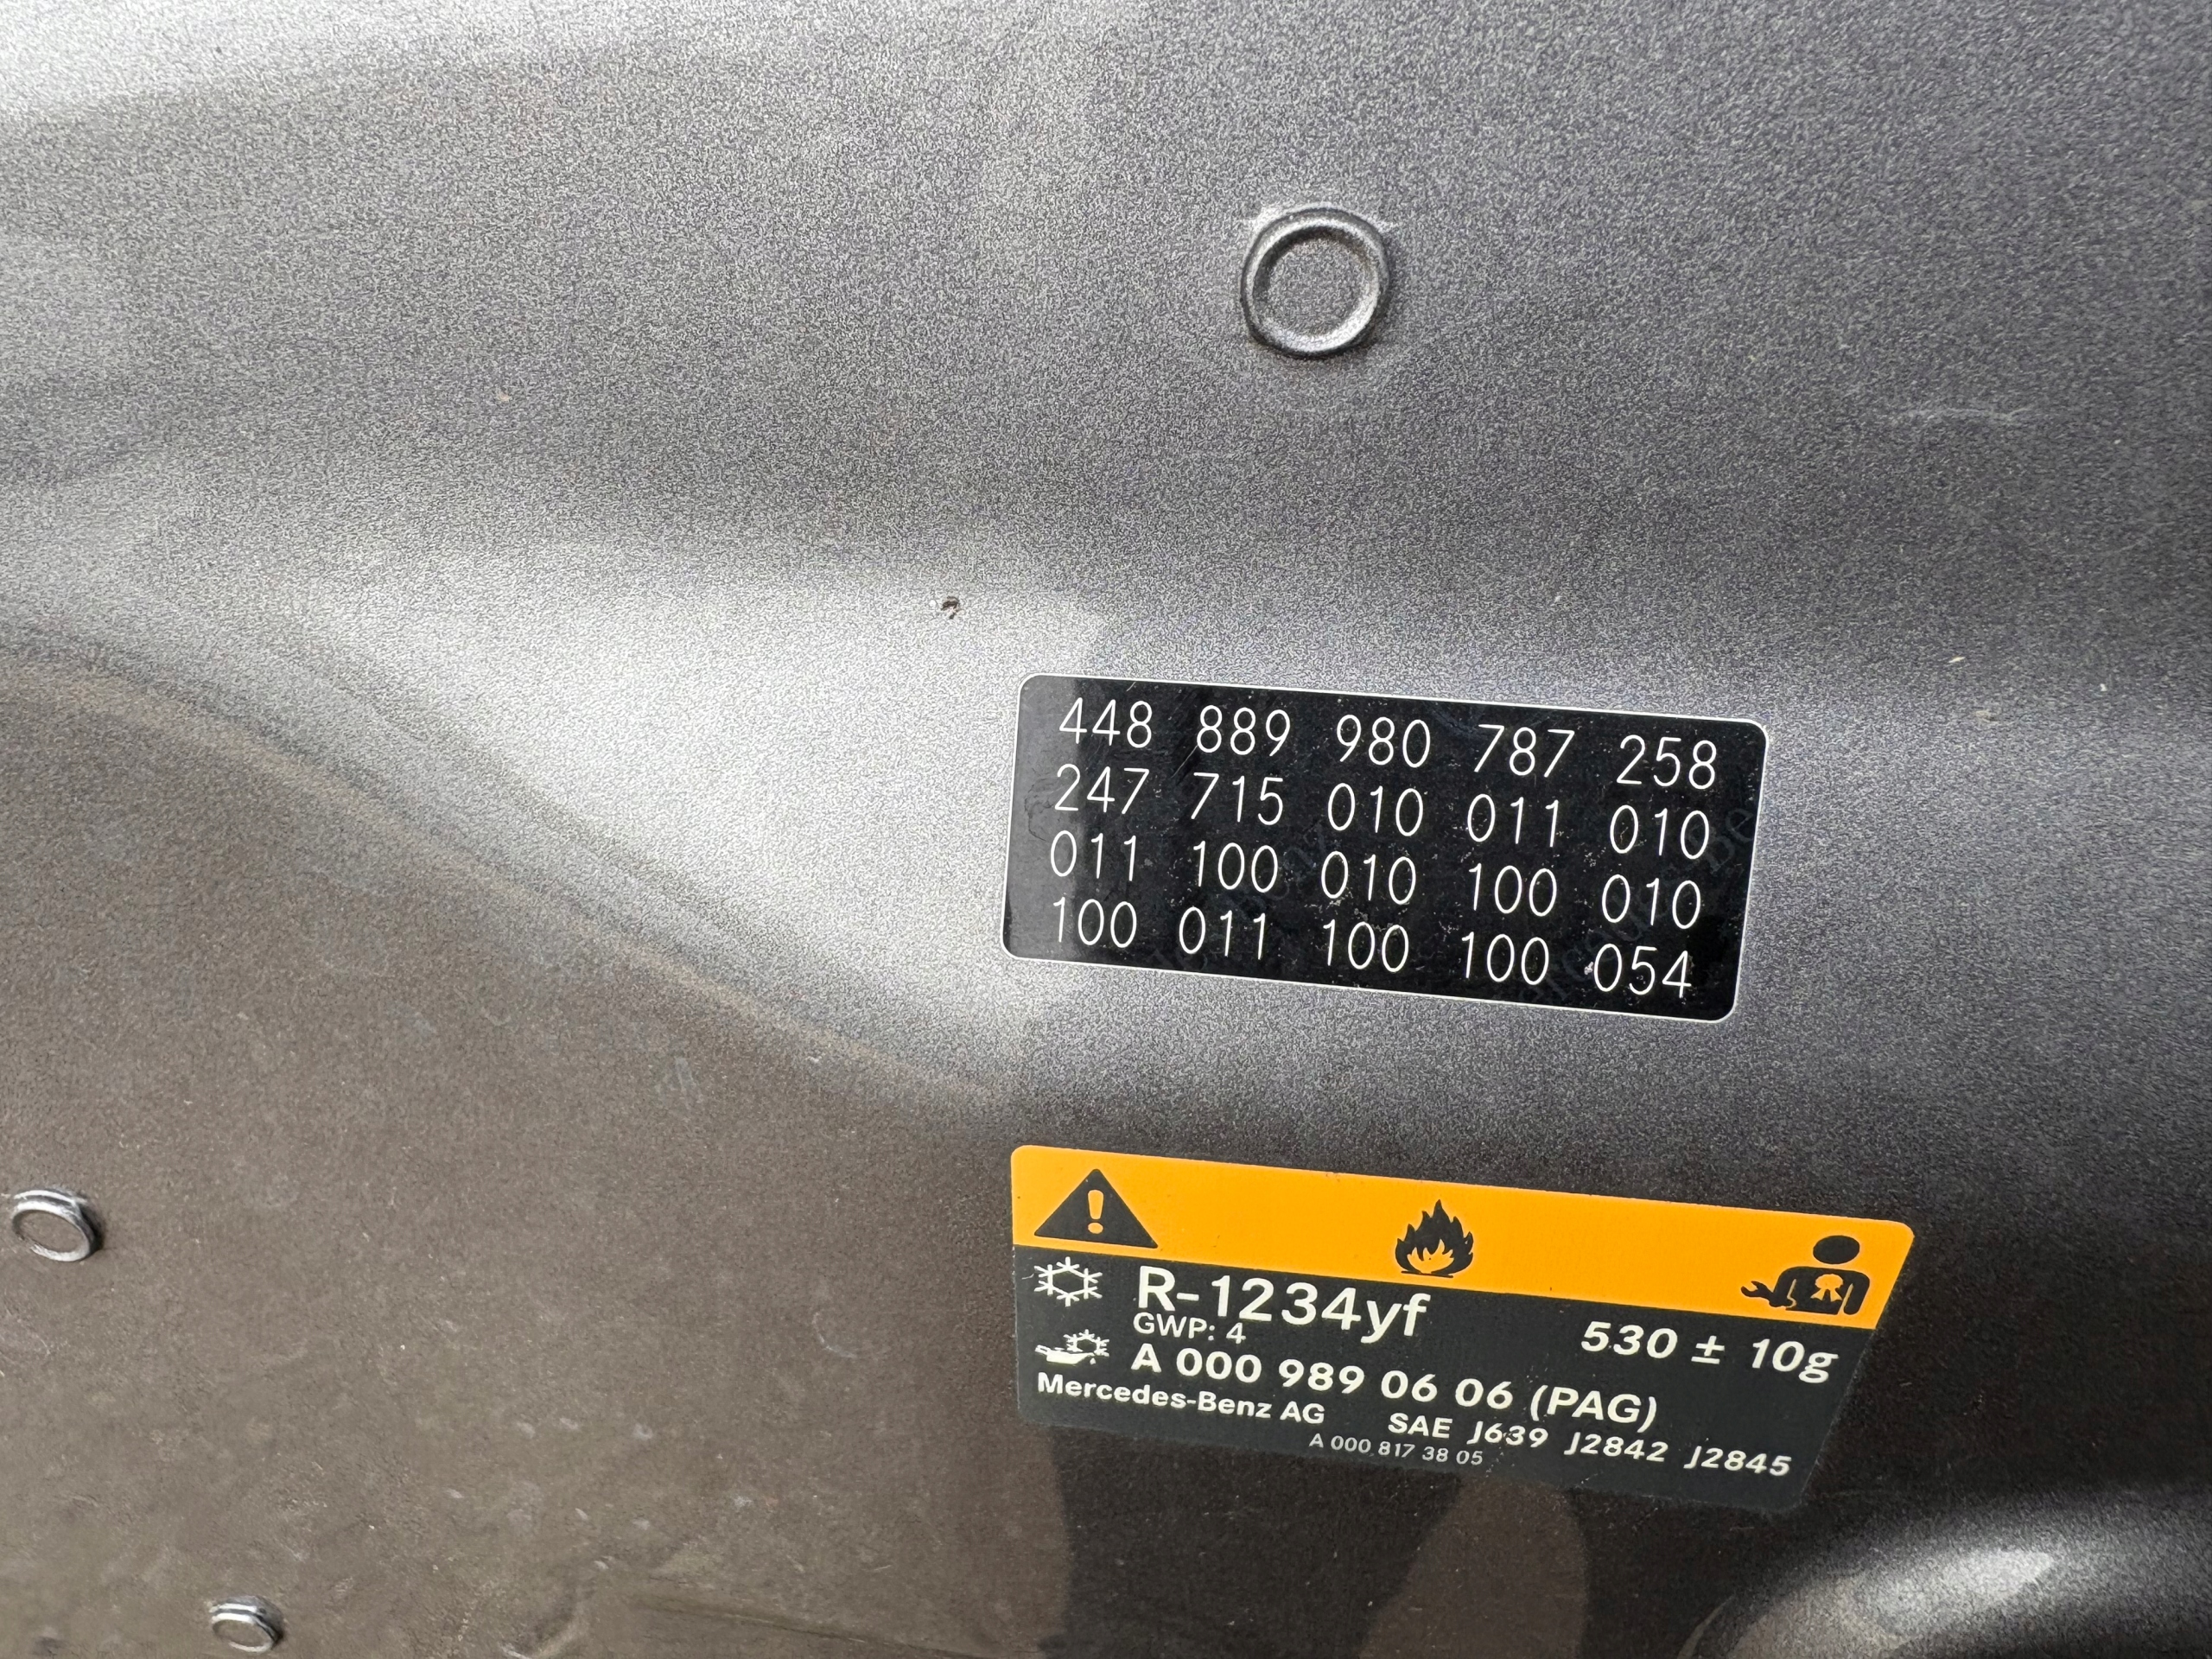 448 889 980 787 258
247 715 010 011 010
011 100 010 100 010
100 011 100 100 054
R-1234yf 530 ± 10g
GWP: 4
A 000 989 06 06 (PAG)
Mercedes-Benz AG SAE J639 J2842 J2845
A 000 817 38 05